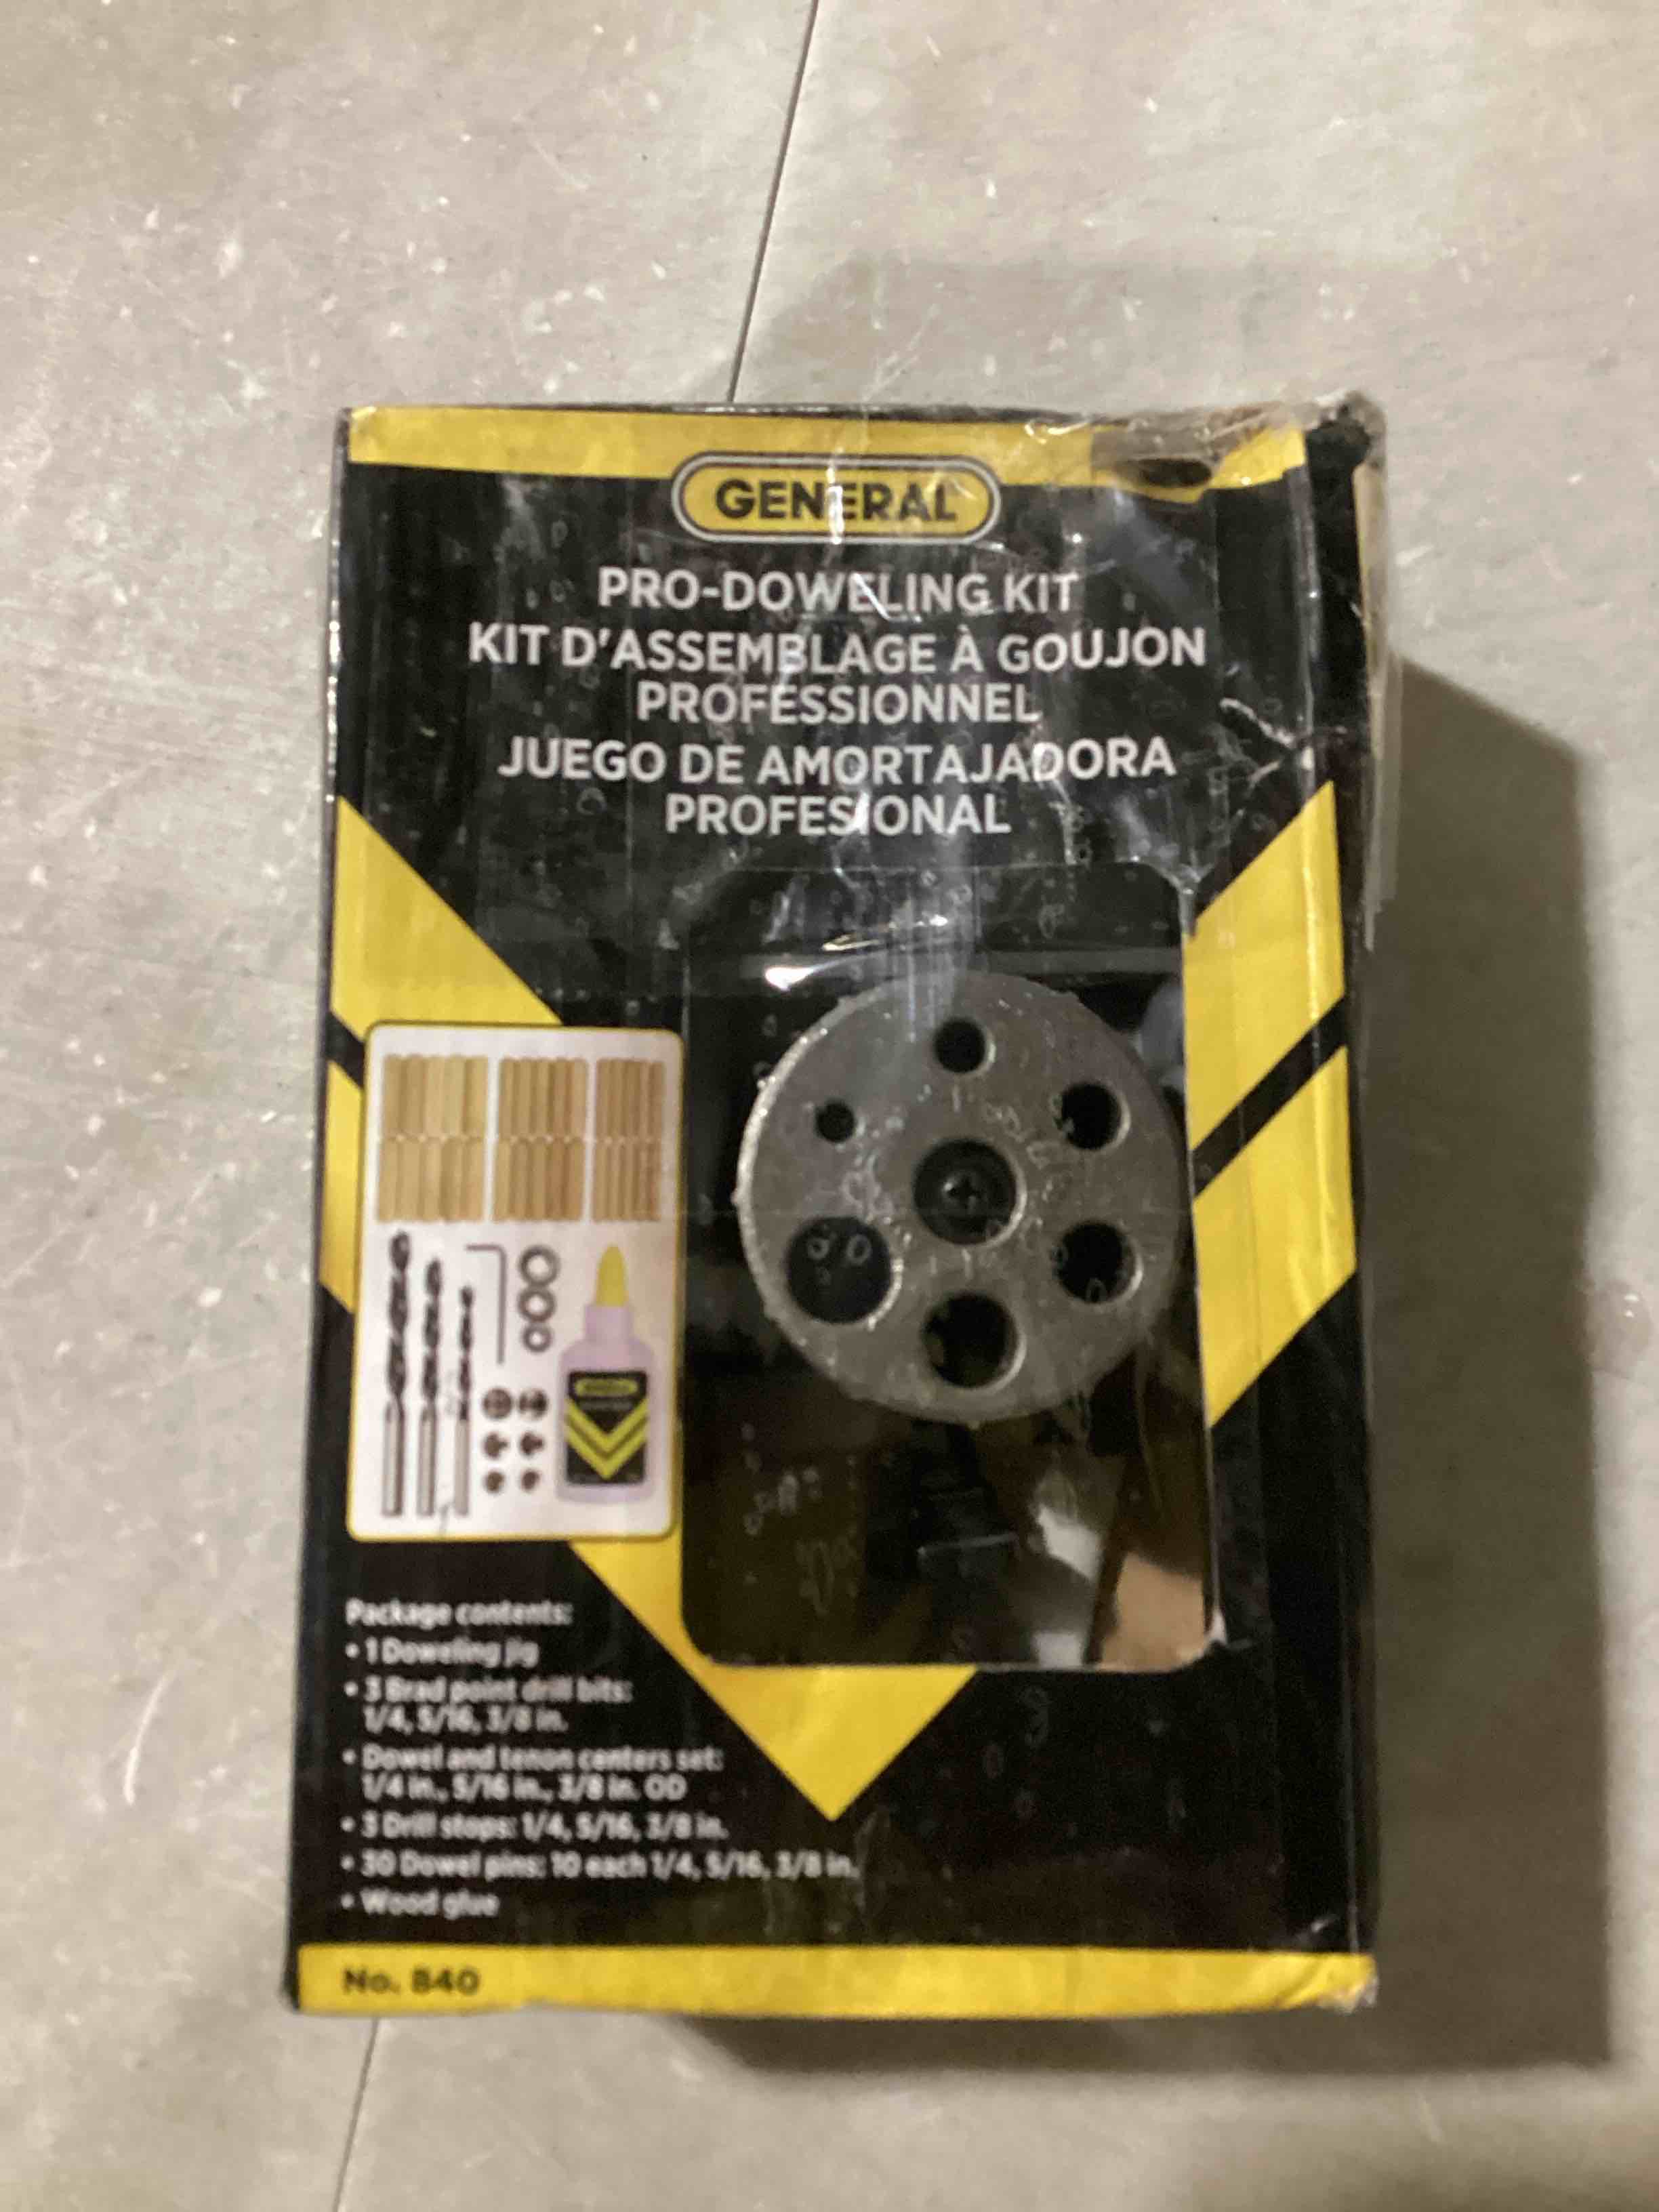 GENERAL
PRO-DOWELING KIT
KIT D'ASSEMBLAGE À GOUJON
PROFESSIONNEL
JUEGO DE AMORTAJADORA
PROFESIONAL
Package contents:
• 1 Doweling jig
• 3 Brad point drill bits:
1/4, 5/16, 3/8 in.
• Dowel and tenon centers set:
1/4 in., 5/16 in., 3/8 in. OD
• 3 Drill stops: 1/4, 5/16, 3/8 in.
• 30 Dowel pins: 10 each 1/4, 5/16, 3/8 in.
• Wood glue
No. 840